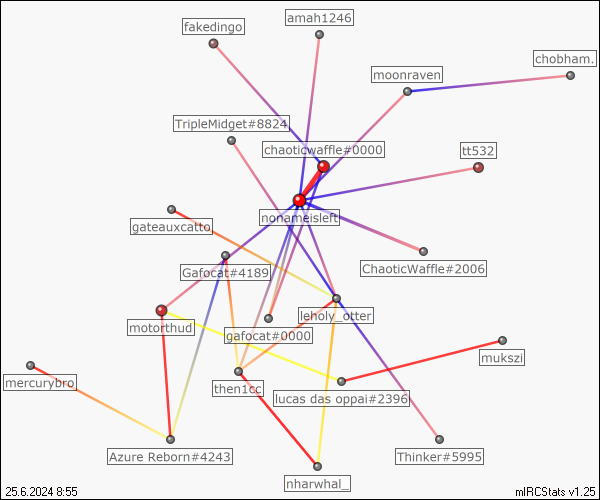 amah1246
fakedingo
chobham.
moonraven
TripleMidget#8824
chaoticwaffle#0000
tt532
nonameisleft
gateauxcatto
ChaoticWaffle#2006
Gafocat#4189
leholy_otter
motorthud
gafocat#0000
mukszi
mercurybro
then1cc
lucas das oppai#2396
Azure Reborn#4243
Thinker#5995
nharwhal_
25.6.2024 8:55
mIRCStats v1.25